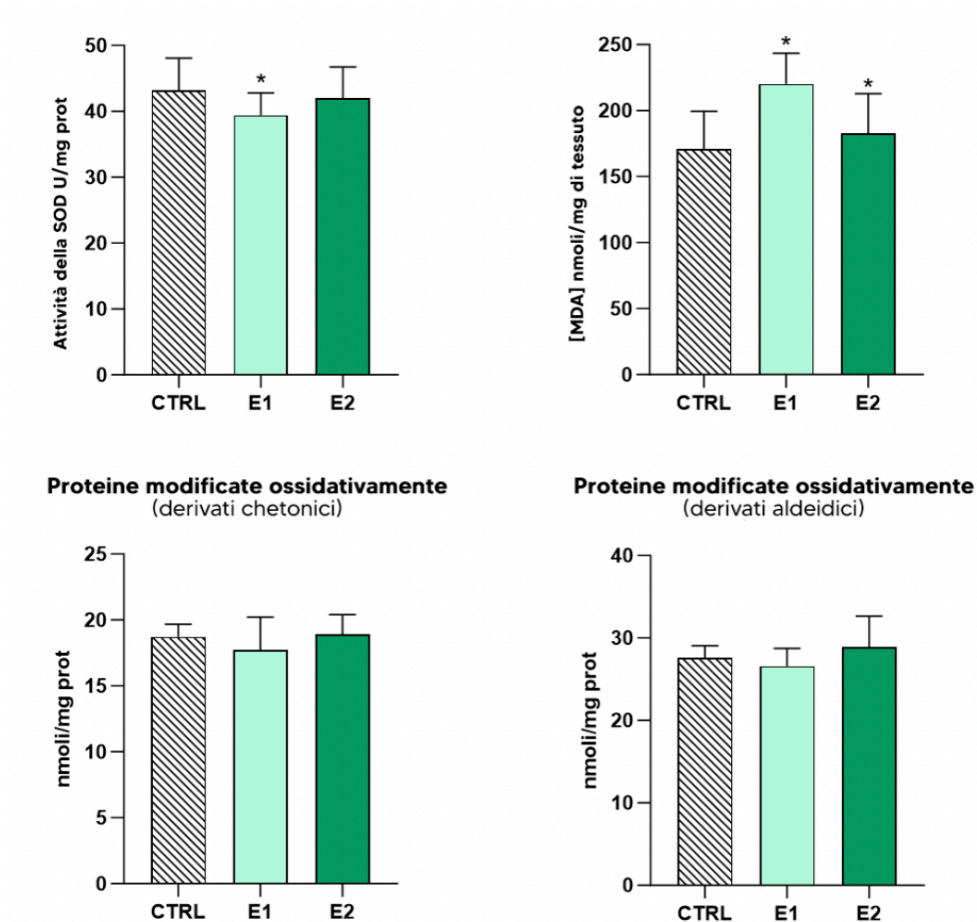 Attività della SOD U/mg prot
50
40
30
20
10
0
*
CTRL E1 E2
[MDA] nmoli/mg di tessuto
250
200
150
100
50
0
*
*
CTRL E1 E2
Proteine modificate ossidativamente
(derivati chetonici)
nmoli/mg prot
25
20
15
10
5
0
CTRL E1 E2
Proteine modificate ossidativamente
(derivati aldeidici)
nmoli/mg prot
40
30
20
10
0
CTRL E1 E2